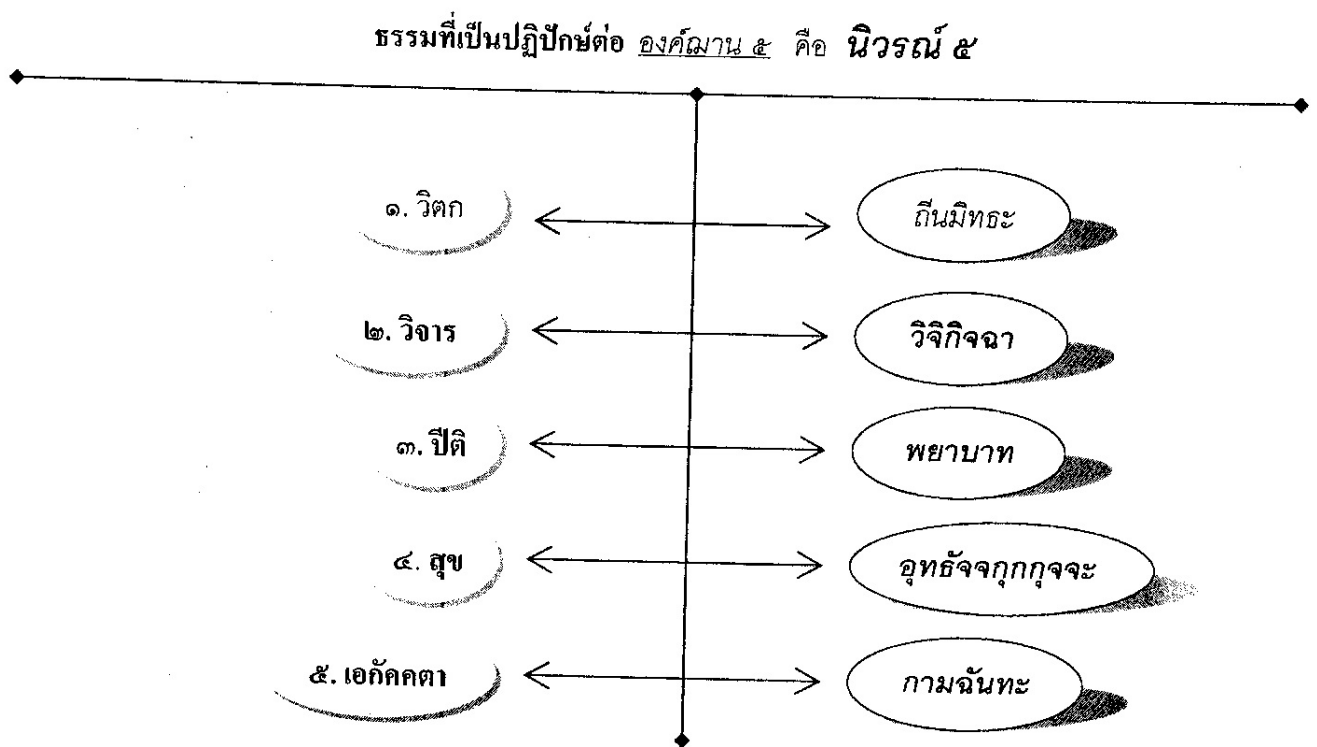 ธรรมที่เป็นปฏิปักษ์ต่อ องค์ฌาน ๕ คือ นิวรณ์ ๕
๑. วิตก ถีนมิทธะ
๒. วิจาร วิจิกิจฉา
๓. ปีติ พยาบาท
๔. สุข อุทธัจจกุกกุจจะ
๕. เอกัคคตา กามฉันทะ